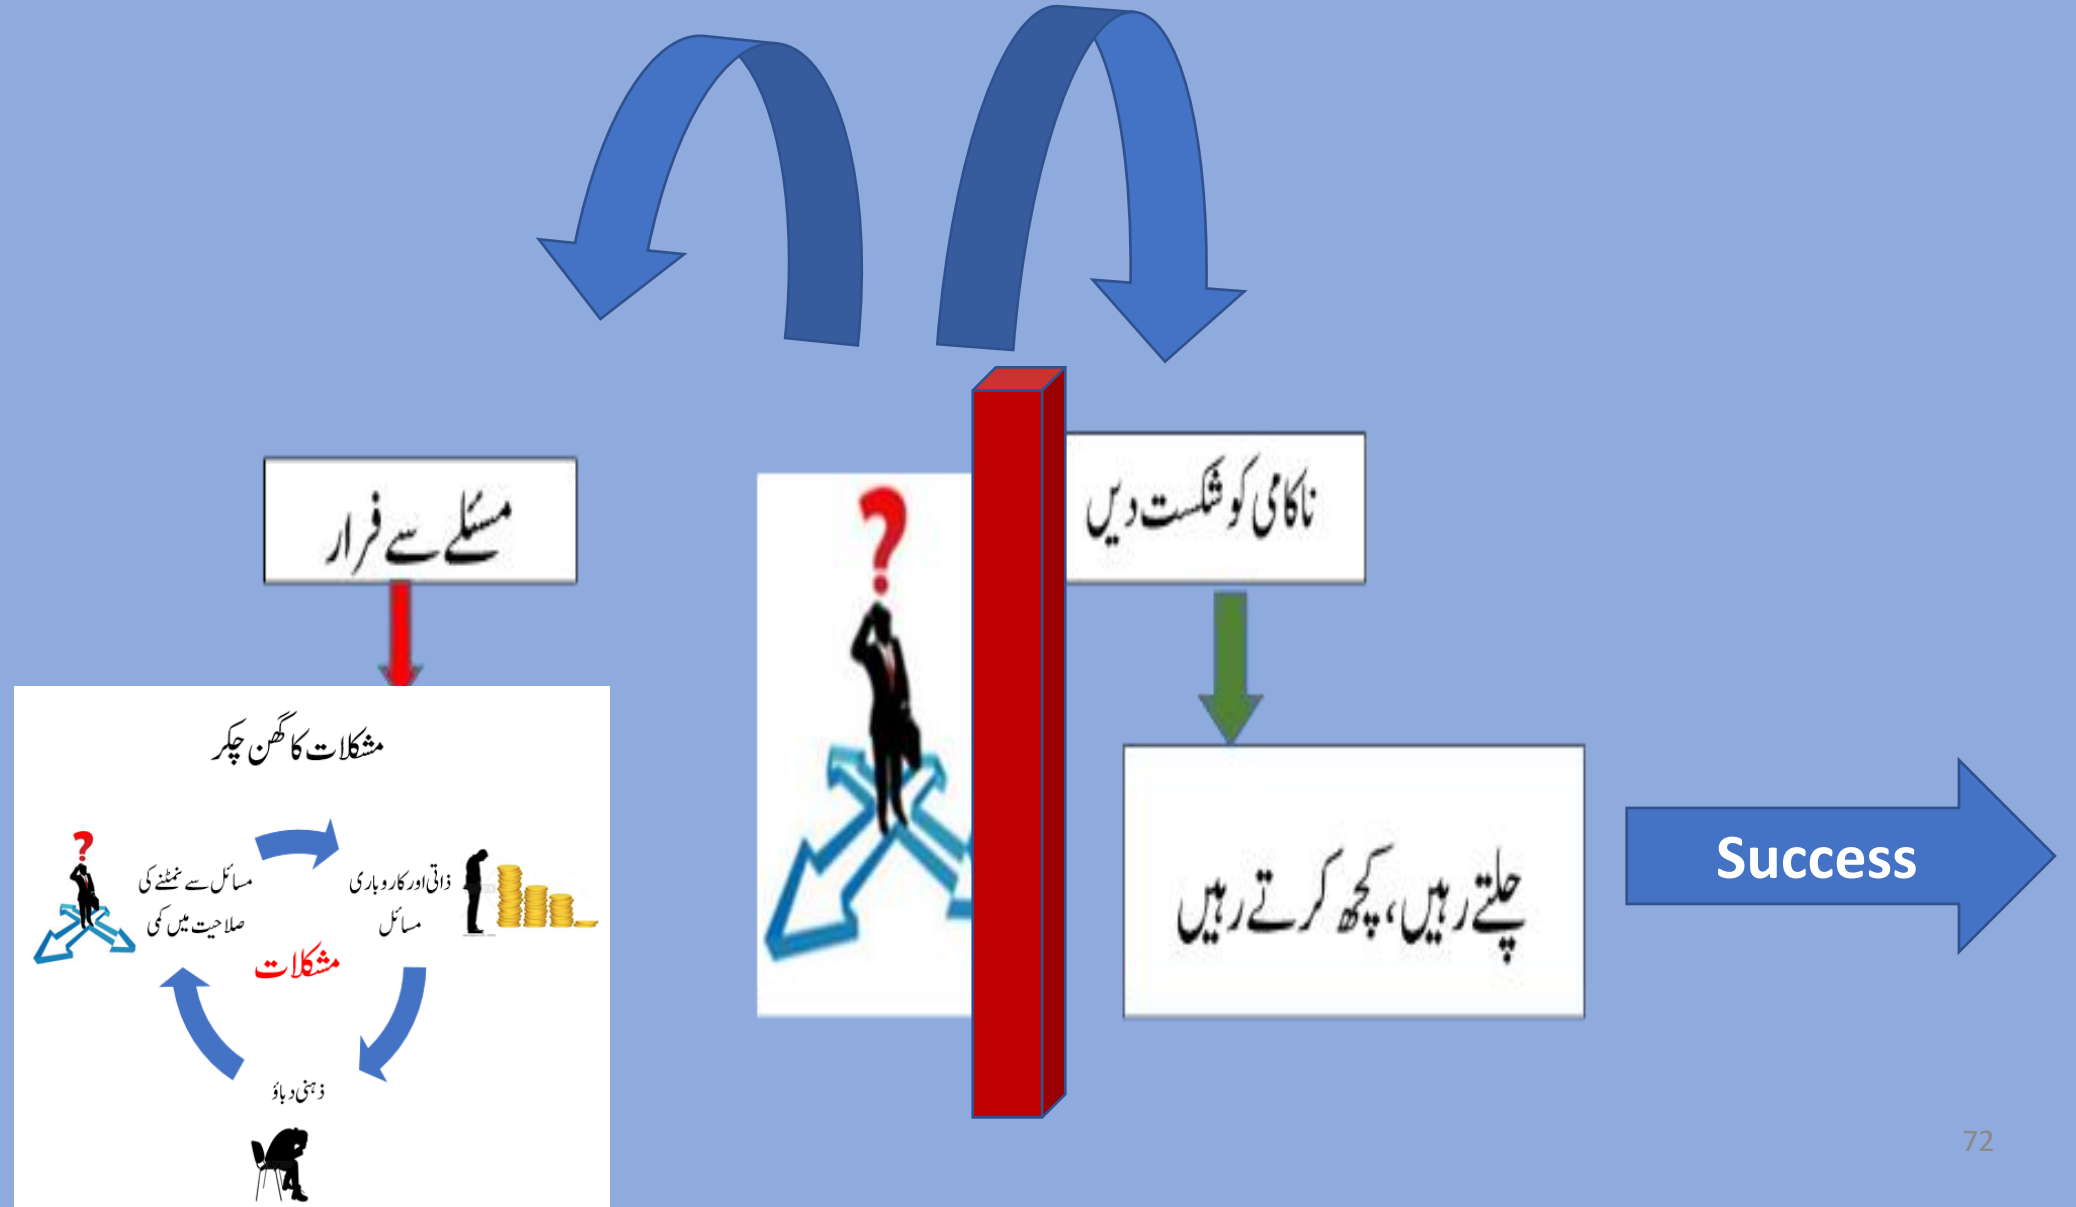 ناکامی کو شکست دیں
مسئلے سے فرار
مشکلات کا گھن چکر
چلتے رہیں، کچھ کرتے رہیں
Success
ذاتی اور کاروباری
مسائل
مسائل سے نمٹنے کی
صلاحیت میں کمی
مشکلات
ذہنی دباؤ
72